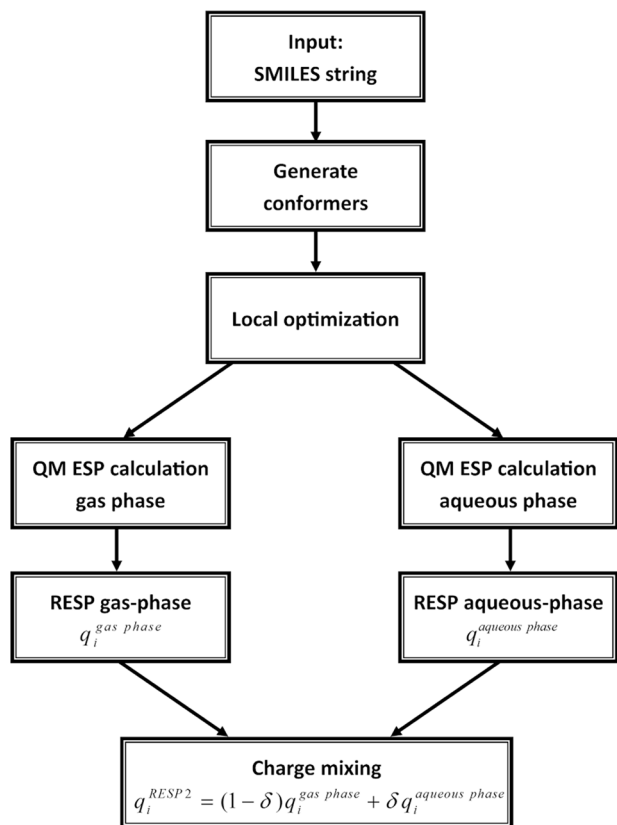 Input:
SMILES string
Generate
conformers
Local optimization
QM ESP calculation
gas phase
QM ESP calculation
aqueous phase
RESP gas-phase
q_i^{gas phase}
RESP aqueous-phase
q_i^{aqueous phase}
Charge mixing
q_i^{RESP2} = (1 − δ)q_i^{gas phase} + δ q_i^{aqueous phase}